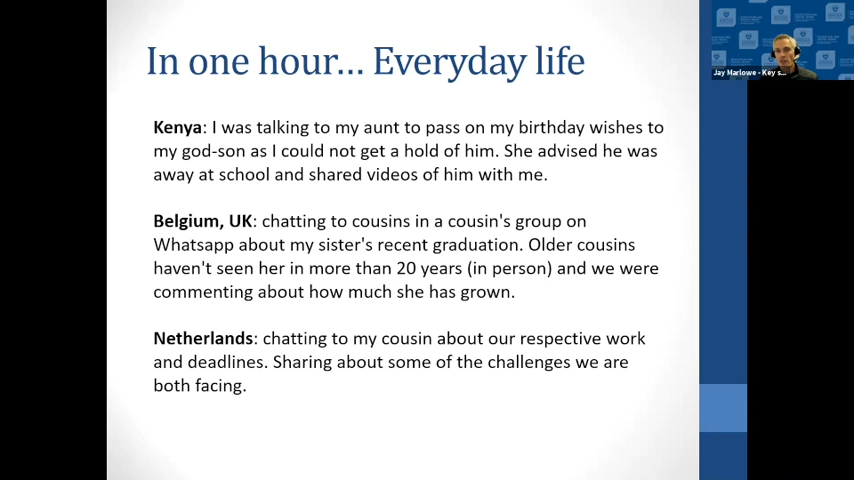 In one hour... Everyday life
Jay Marlowe - Key s...
Kenya: I was talking to my aunt to pass on my birthday wishes to
my god-son as I could not get a hold of him. She advised he was
away at school and shared videos of him with me.
Belgium, UK: chatting to cousins in a cousin's group on
Whatsapp about my sister's recent graduation. Older cousins
haven't seen her in more than 20 years (in person) and we were
commenting about how much she has grown.
Netherlands: chatting to my cousin about our respective work
and deadlines. Sharing about some of the challenges we are
both facing.